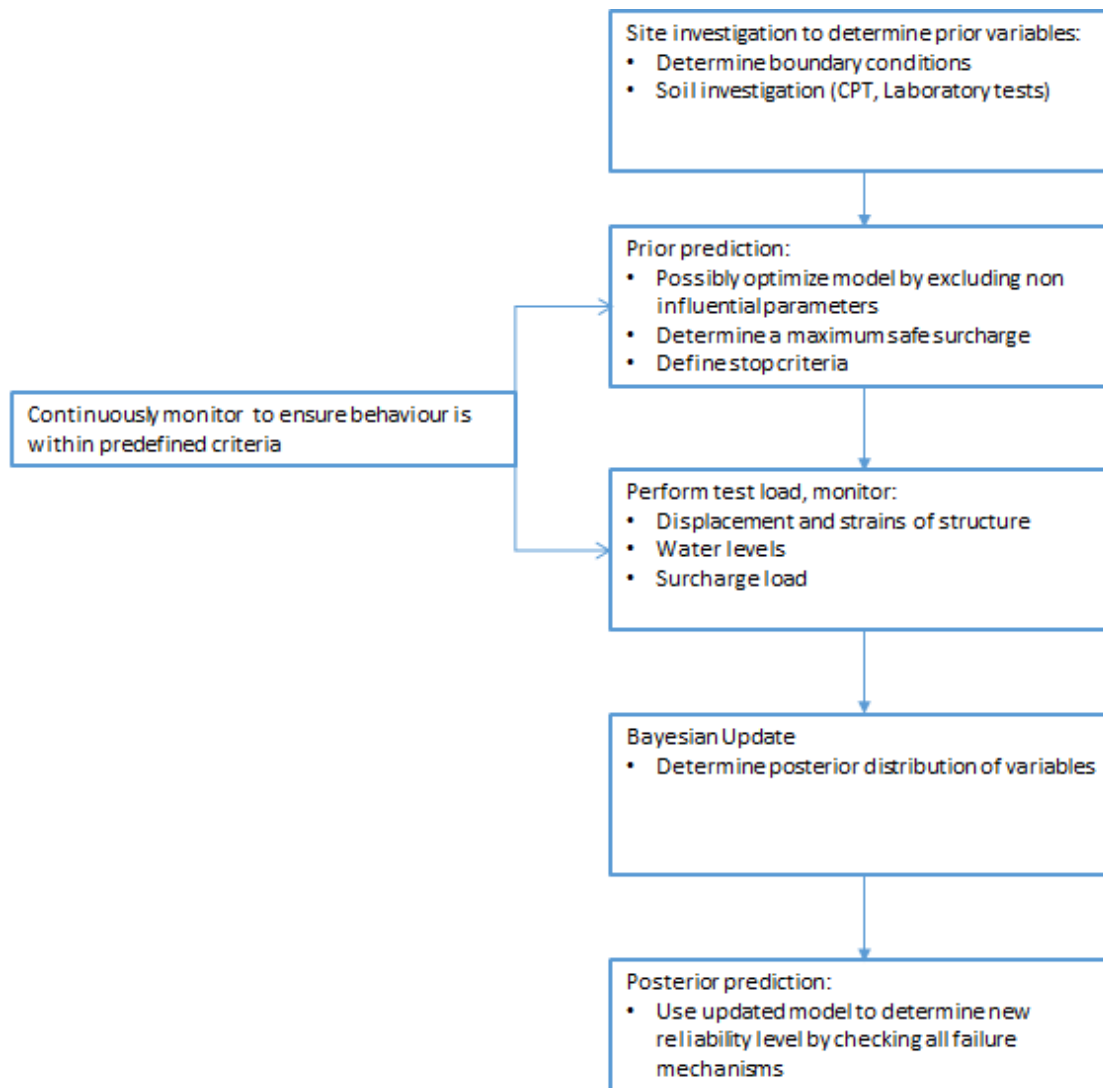 Site investigation to determine prior variables:
• Determine boundary conditions
• Soil investigation (CPT, Laboratory tests)
Prior prediction:
• Possibly optimize model by excluding non
influential parameters
• Determine a maximum safe surcharge
• Define stop criteria
Continuously monitor to ensure behaviour is
within predefined criteria
Perform test load, monitor:
• Displacement and strains of structure
• Water levels
• Surcharge load
Bayesian Update
• Determine posterior distribution of variables
Posterior prediction:
• Use updated model to determine new
reliability level by checking all failure
mechanisms